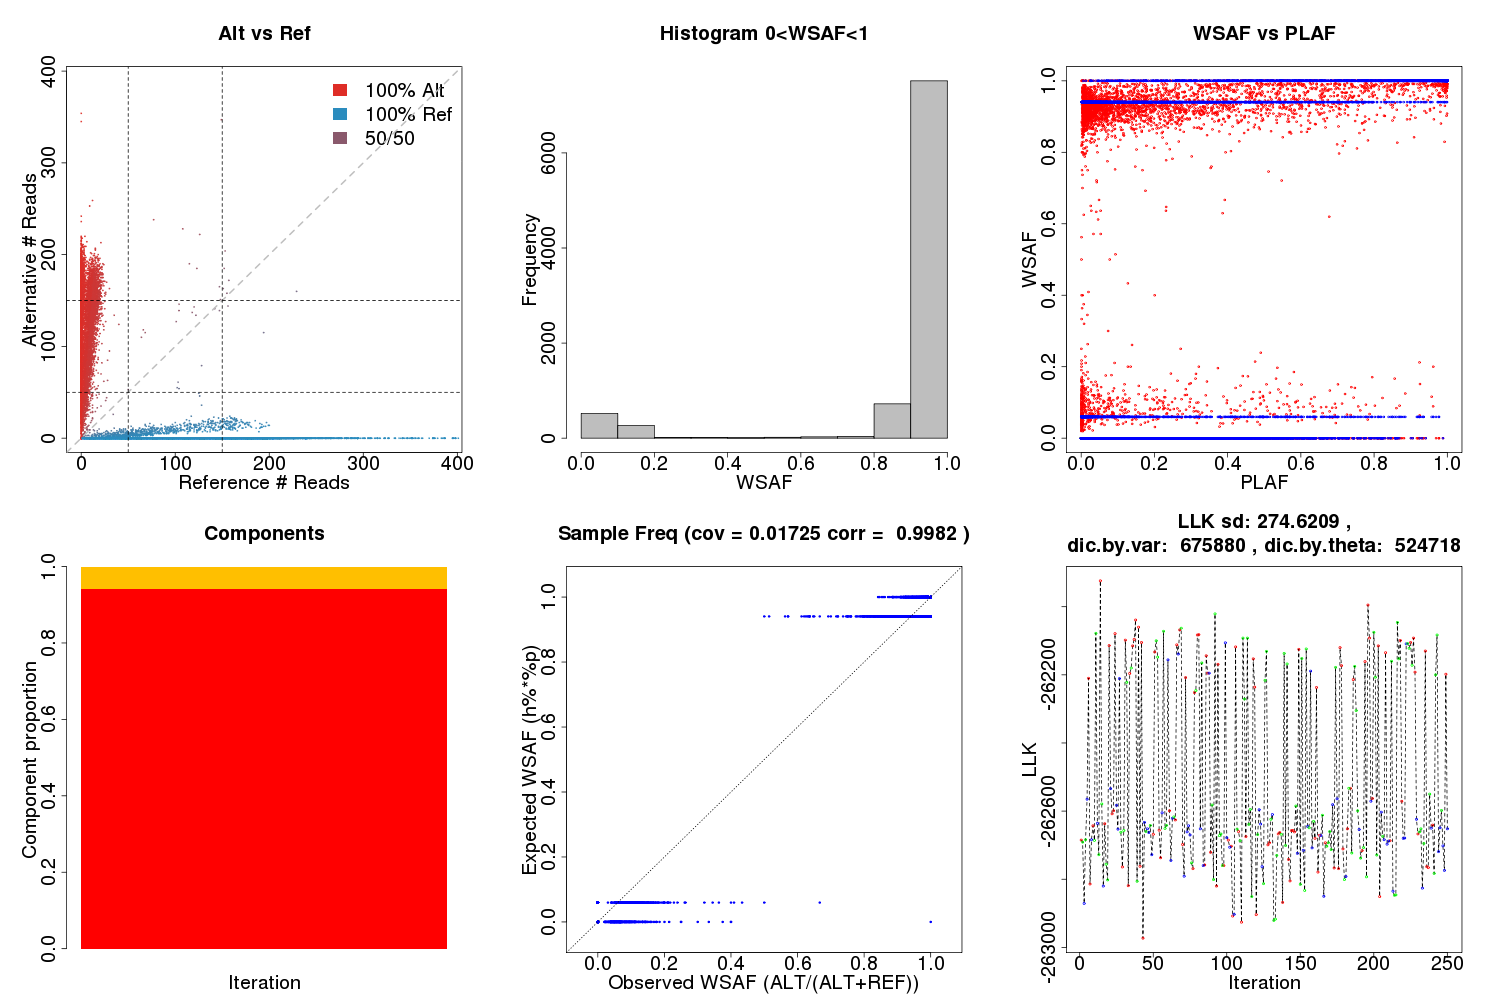 Alt vs Ref
400
300
200
100
0
Alternative # Reads
100% Alt
100% Ref
50/50
0 100 200 300 400
Reference # Reads
Histogram 0<WSAF<1
6000
4000
2000
0
Frequency
0.0 0.2 0.4 0.6 0.8 1.0
WSAF
WSAF vs PLAF
1.0
0.8
0.6
0.4
0.2
0.0
WSAF
0.0 0.2 0.4 0.6 0.8 1.0
PLAF
Components
1.0
0.8
0.6
0.4
0.2
0.0
Component proportion
Iteration
Sample Freq (cov = 0.01725 corr = 0.9982 )
1.0
0.8
0.6
0.4
0.2
0.0
Expected WSAF (h%*%p)
0.0 0.2 0.4 0.6 0.8 1.0
Observed WSAF (ALT/(ALT+REF))
LLK sd: 274.6209 ,
dic.by.var: 675880 , dic.by.theta: 524718
-262200
-262600
-263000
LLK
0 50 100 150 200 250
Iteration